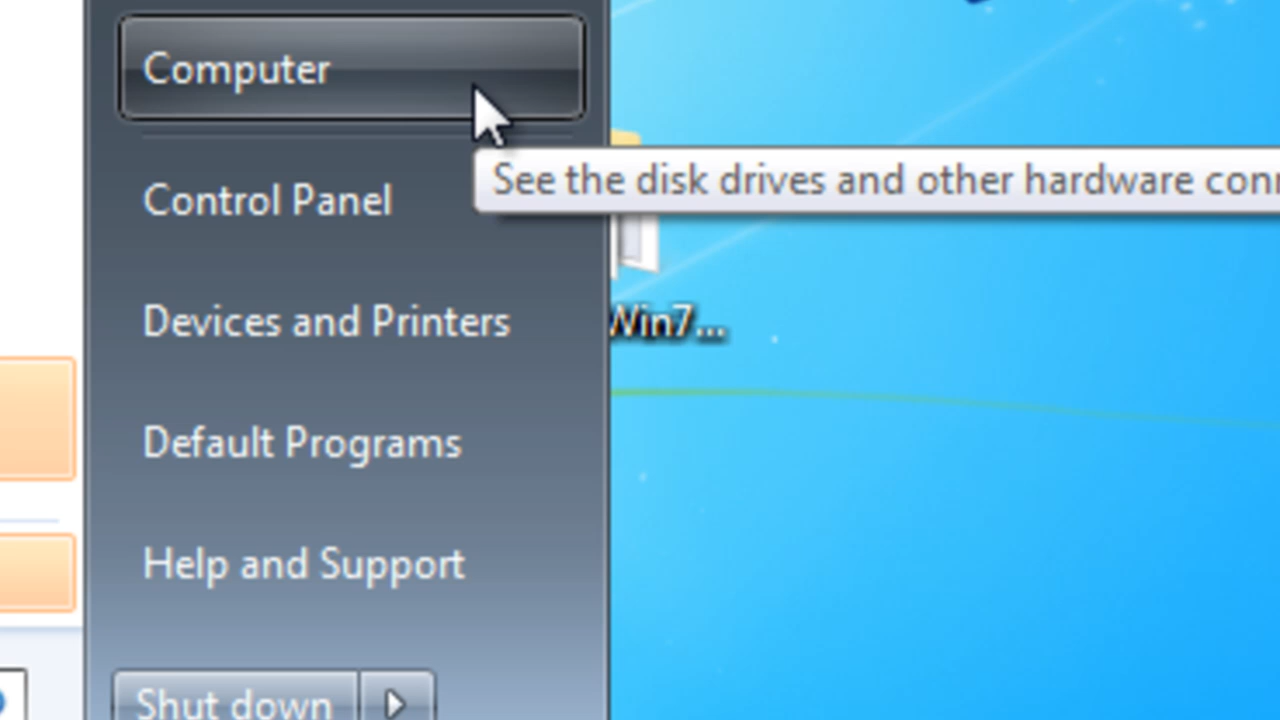 Computer
See the disk drives and other hardware
Control Panel
Devices and Printers
Win7...
Default Programs
Help and Support
Shut down